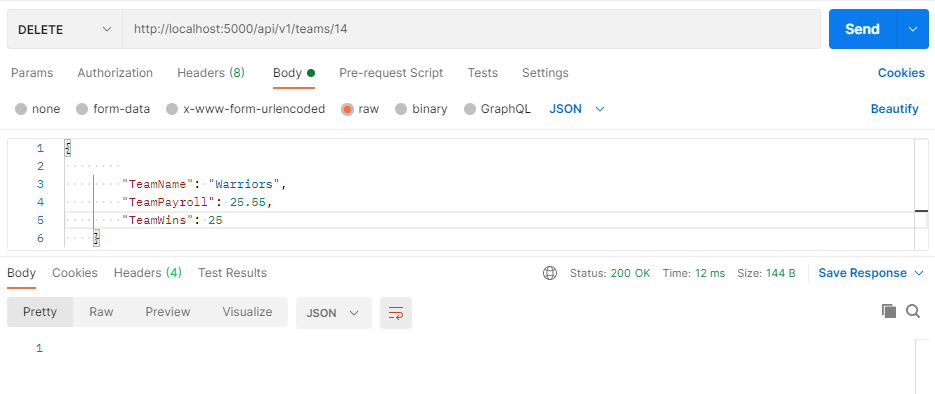 DELETE http://localhost:5000/api/v1/teams/14 Send
Params Authorization Headers (8) Body Pre-request Script Tests Settings Cookies
none form-data x-www-form-urlencoded raw binary GraphQL JSON Beautify
1 {
2
3 "TeamName": "Warriors",
4 "TeamPayroll": 25.55,
5 "TeamWins": 25
6 }
Body Cookies Headers (4) Test Results Status: 200 OK Time: 12 ms Size: 144 B Save Response
Pretty Raw Preview Visualize JSON
1